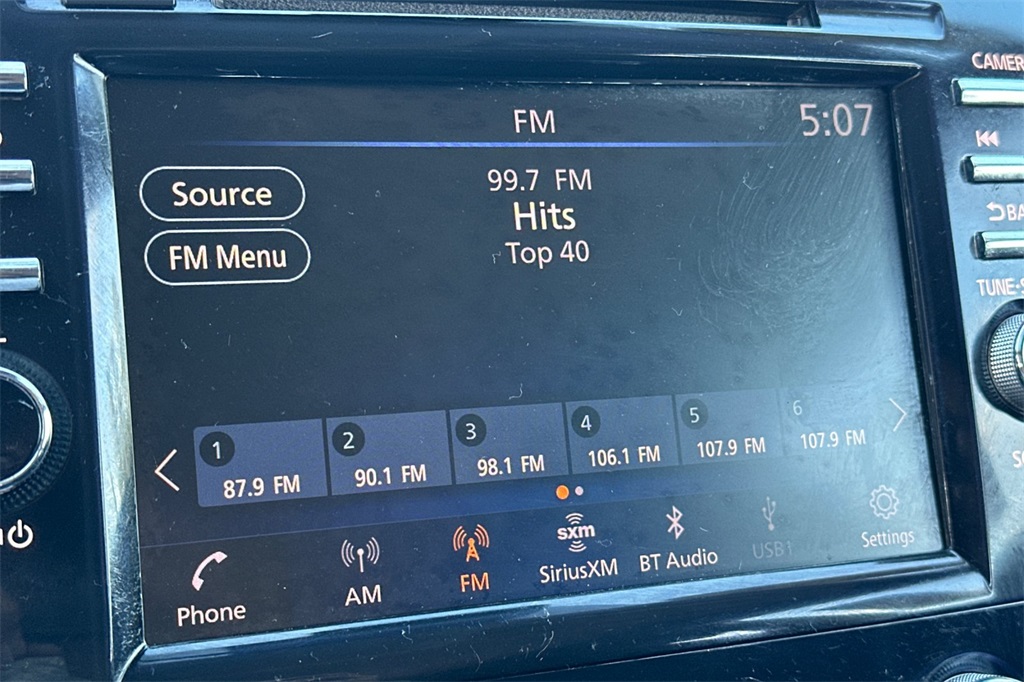 FM
5:07
Source
FM Menu
99.7 FM
Hits
Top 40
1
87.9 FM
2
90.1 FM
3
98.1 FM
4
106.1 FM
5
107.9 FM
6
107.9 FM
Phone
AM
FM
sxm
SiriusXM
BT Audio
USB1
Settings